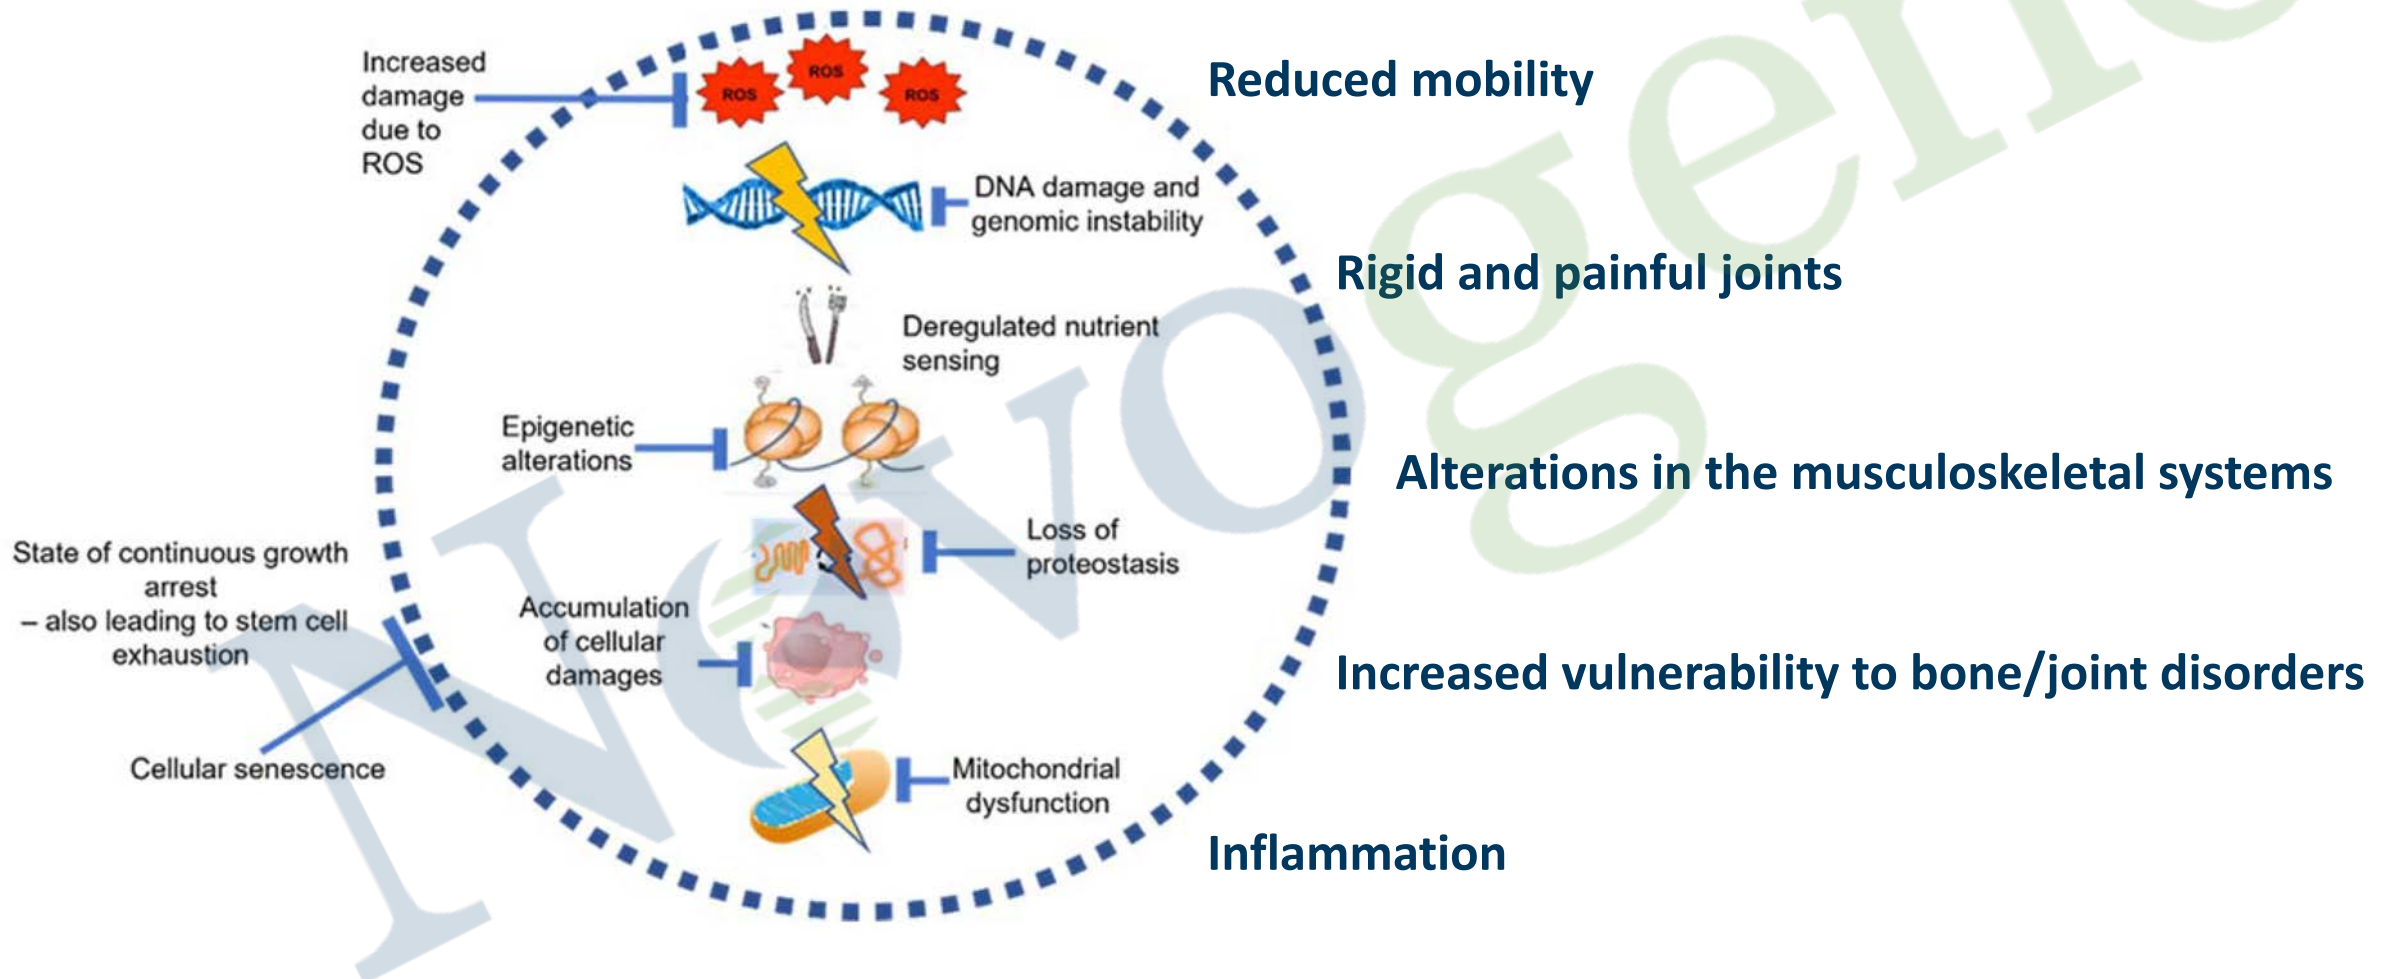 Increased
damage
due to
ROS
ROS
ROS
ROS
DNA damage and
genomic instability
Deregulated nutrient
sensing
Epigenetic
alterations
Loss of
proteostasis
State of continuous growth
arrest
– also leading to stem cell
exhaustion
Accumulation
of cellular
damages
Cellular senescence
Mitochondrial
dysfunction
Reduced mobility
Rigid and painful joints
Alterations in the musculoskeletal systems
Increased vulnerability to bone/joint disorders
Inflammation
Novogene